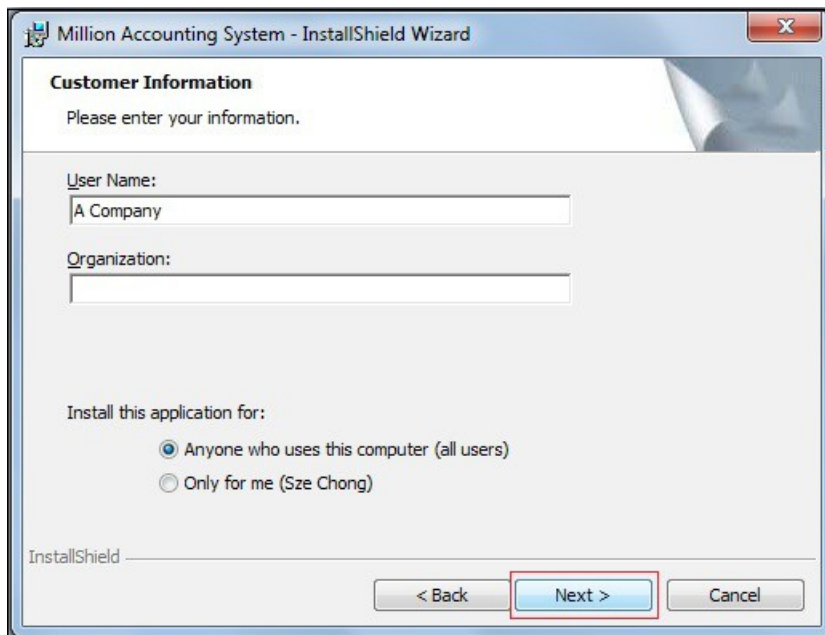 Million Accounting System - InstallShield Wizard
Customer Information
Please enter your information.
User Name:
A Company
Organization:
Install this application for:
Anyone who uses this computer (all users)
Only for me (Sze Chong)
InstallShield
< Back Next > Cancel